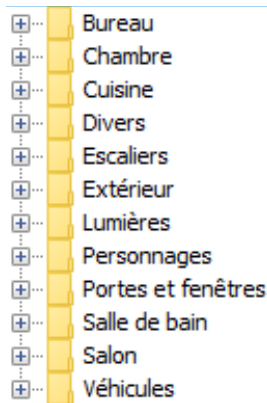 Bureau
Chambre
Cuisine
Divers
Escaliers
Extérieur
Lumières
Personnages
Portes et fenêtres
Salle de bain
Salon
Véhicules